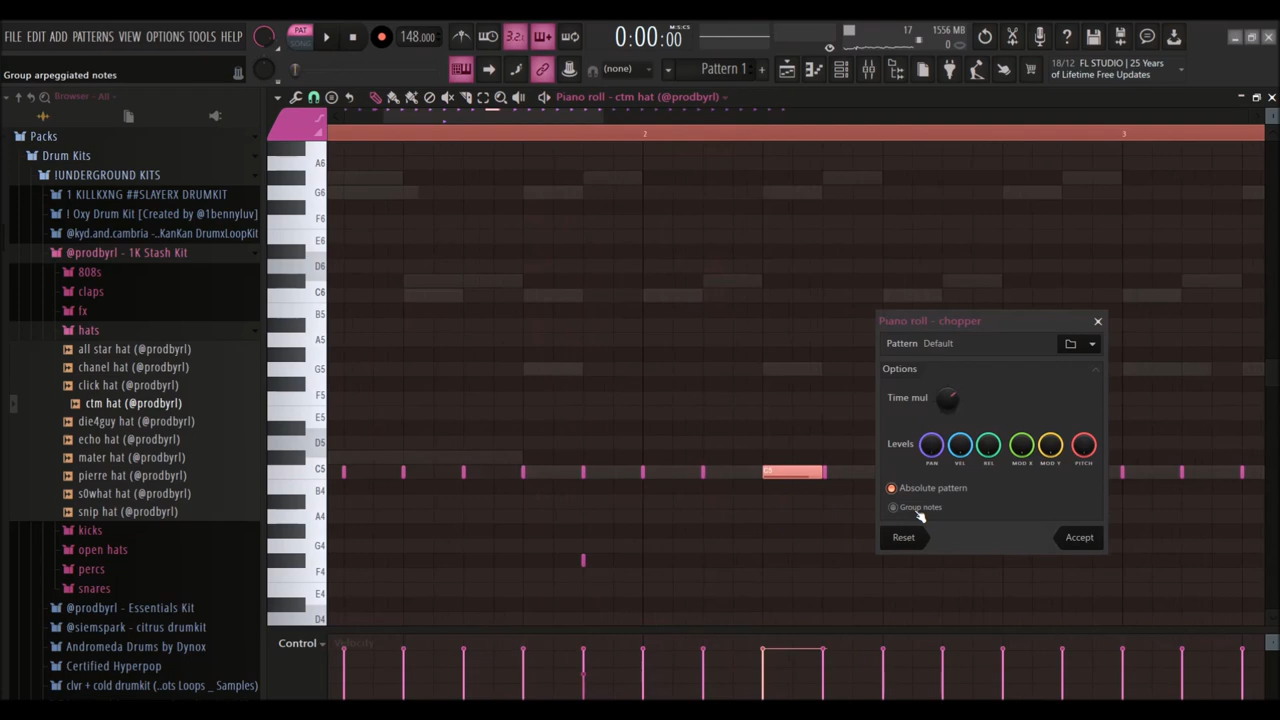 FILE EDIT ADD PATTERNS VIEW OPTIONS TOOLS HELP
PAT
SONG
148.000
3.2.
0:00:00
M:S:CS
17
1556 MB
0
Group arpeggiated notes
(none)
Pattern 1
18/12 FL STUDIO | 25 Years
of Lifetime Free Updates
Browser - All
Piano roll - ctm hat (@prodbyrl)
Packs
Drum Kits
!UNDERGROUND KITS
1 KILLKXNG ##SLAYERX DRUMKIT
! Oxy Drum Kit [Created by @1bennyluv]
@kyd.and.cambria -..KanKan DrumxLoopKit
@prodbyrl - 1K Stash Kit
808s
claps
fx
hats
all star hat (@prodbyrl)
chanel hat (@prodbyrl)
click hat (@prodbyrl)
ctm hat (@prodbyrl)
die4guy hat (@prodbyrl)
echo hat (@prodbyrl)
mater hat (@prodbyrl)
pierre hat (@prodbyrl)
s0what hat (@prodbyrl)
snip hat (@prodbyrl)
kicks
open hats
percs
snares
@prodbyrl - Essentials Kit
@siemspark - citrus drumkit
Andromeda Drums by Dynox
Certified Hyperpop
clvr + cold drumkit (..ots Loops _ Samples)
2
3
A6
G6
F6
E6
D6
C6
B5
A5
G5
F5
E5
D5
C5
B4
A4
G4
F4
E4
D4
C5
Piano roll - chopper
Pattern Default
Options
Time mul
Levels
PAN VEL REL MOD X MOD Y PITCH
Absolute pattern
Group notes
Reset
Accept
Control
Velocity